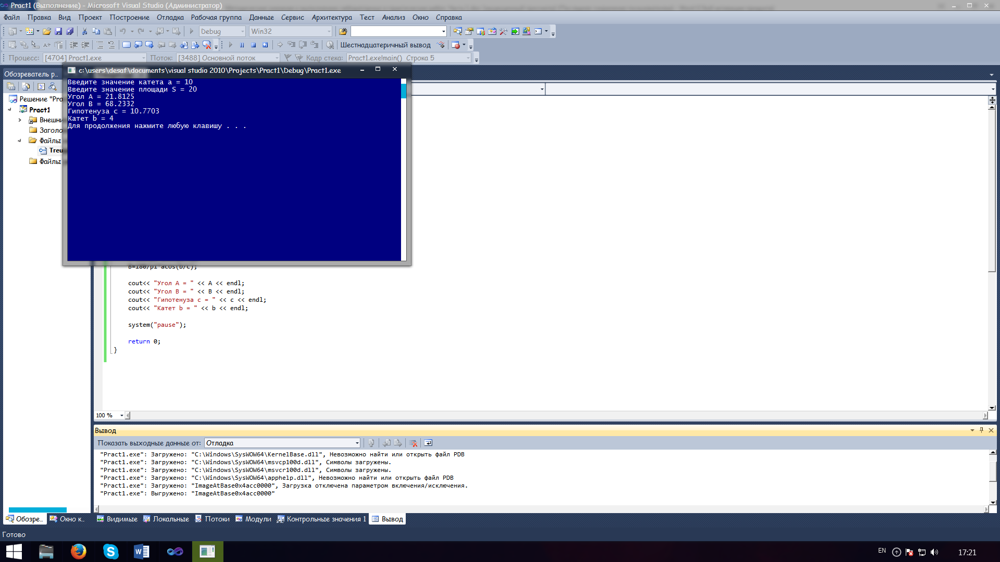 Pract1 (Выполнение) - Microsoft Visual Studio (Администратор)
Файл Правка Вид Проект Построение Отладка Рабочая группа Данные Сервис Архитектура Тест Анализ Окно Справка
Debug Win32
Шестнадцатеричный вывод
Процесс: [4704] Pract1.exe Поток: [3488] Основной поток Кадр стека: Pract1.exe!main() Строка 5
c:\users\desaf\documents\visual studio 2010\Projects\Pract1\Debug\Pract1.exe
Введите значение катета a = 10
Введите значение площади S = 20
Угол A = 21.8125
Угол B = 68.2332
Гипотенуза c = 10.7703
Катет b = 4
Для продолжения нажмите любую клавишу . . .
Обозреватель р..
Решение "Pra
Pract1
Внешни
Заголо
Файлы
Treu
Файлы
B=180/pi*acos(b/c);
cout<< "Угол A = " << A << endl;
cout<< "Угол B = " << B << endl;
cout<< "Гипотенуза c = " << c << endl;
cout<< "Катет b = " << b << endl;
system("pause");
return 0;
}
100 %
Вывод
Показать выходные данные от: Отладка
"Pract1.exe": Загружено: "C:\Windows\SysWOW64\KernelBase.dll", Невозможно найти или открыть файл PDB
"Pract1.exe": Загружено: "C:\Windows\SysWOW64\msvcp100d.dll", Символы загружены.
"Pract1.exe": Загружено: "C:\Windows\SysWOW64\msvcr100d.dll", Символы загружены.
"Pract1.exe": Загружено: "C:\Windows\SysWOW64\apphelp.dll", Невозможно найти или открыть файл PDB
"Pract1.exe": Загружено: "ImageAtBase0x4acc0000", Загрузка отключена параметром включения/исключения.
"Pract1.exe": Выгружено: "ImageAtBase0x4acc0000"
Обозре.. Окно к.. Видимые Локальные Потоки Модули Контрольные значения 1 Вывод
Готово
EN 17:21